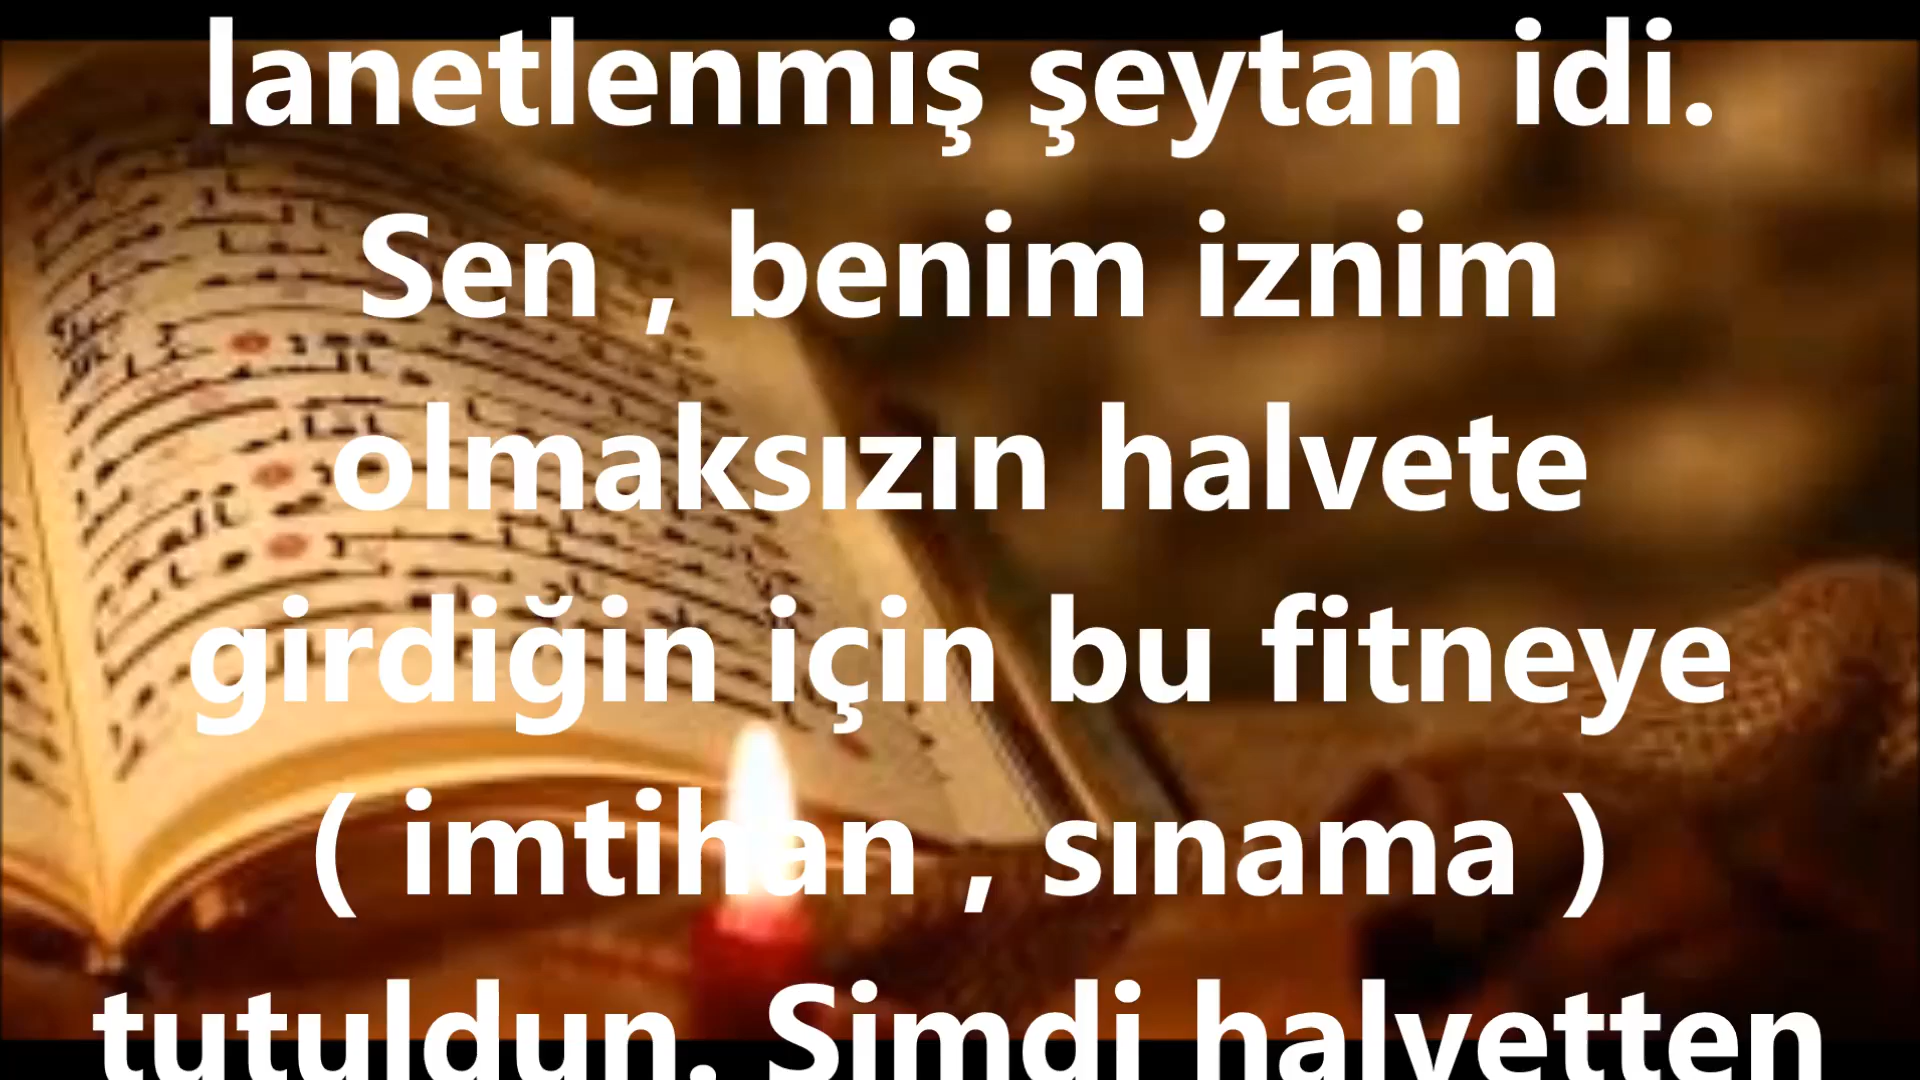 lanetlenmiş şeytan idi.
Sen , benim iznim
olmaksızın halvete
girdiğin için bu fitneye
( imtihan , sınama )
tutuldun. Şimdi halvetten